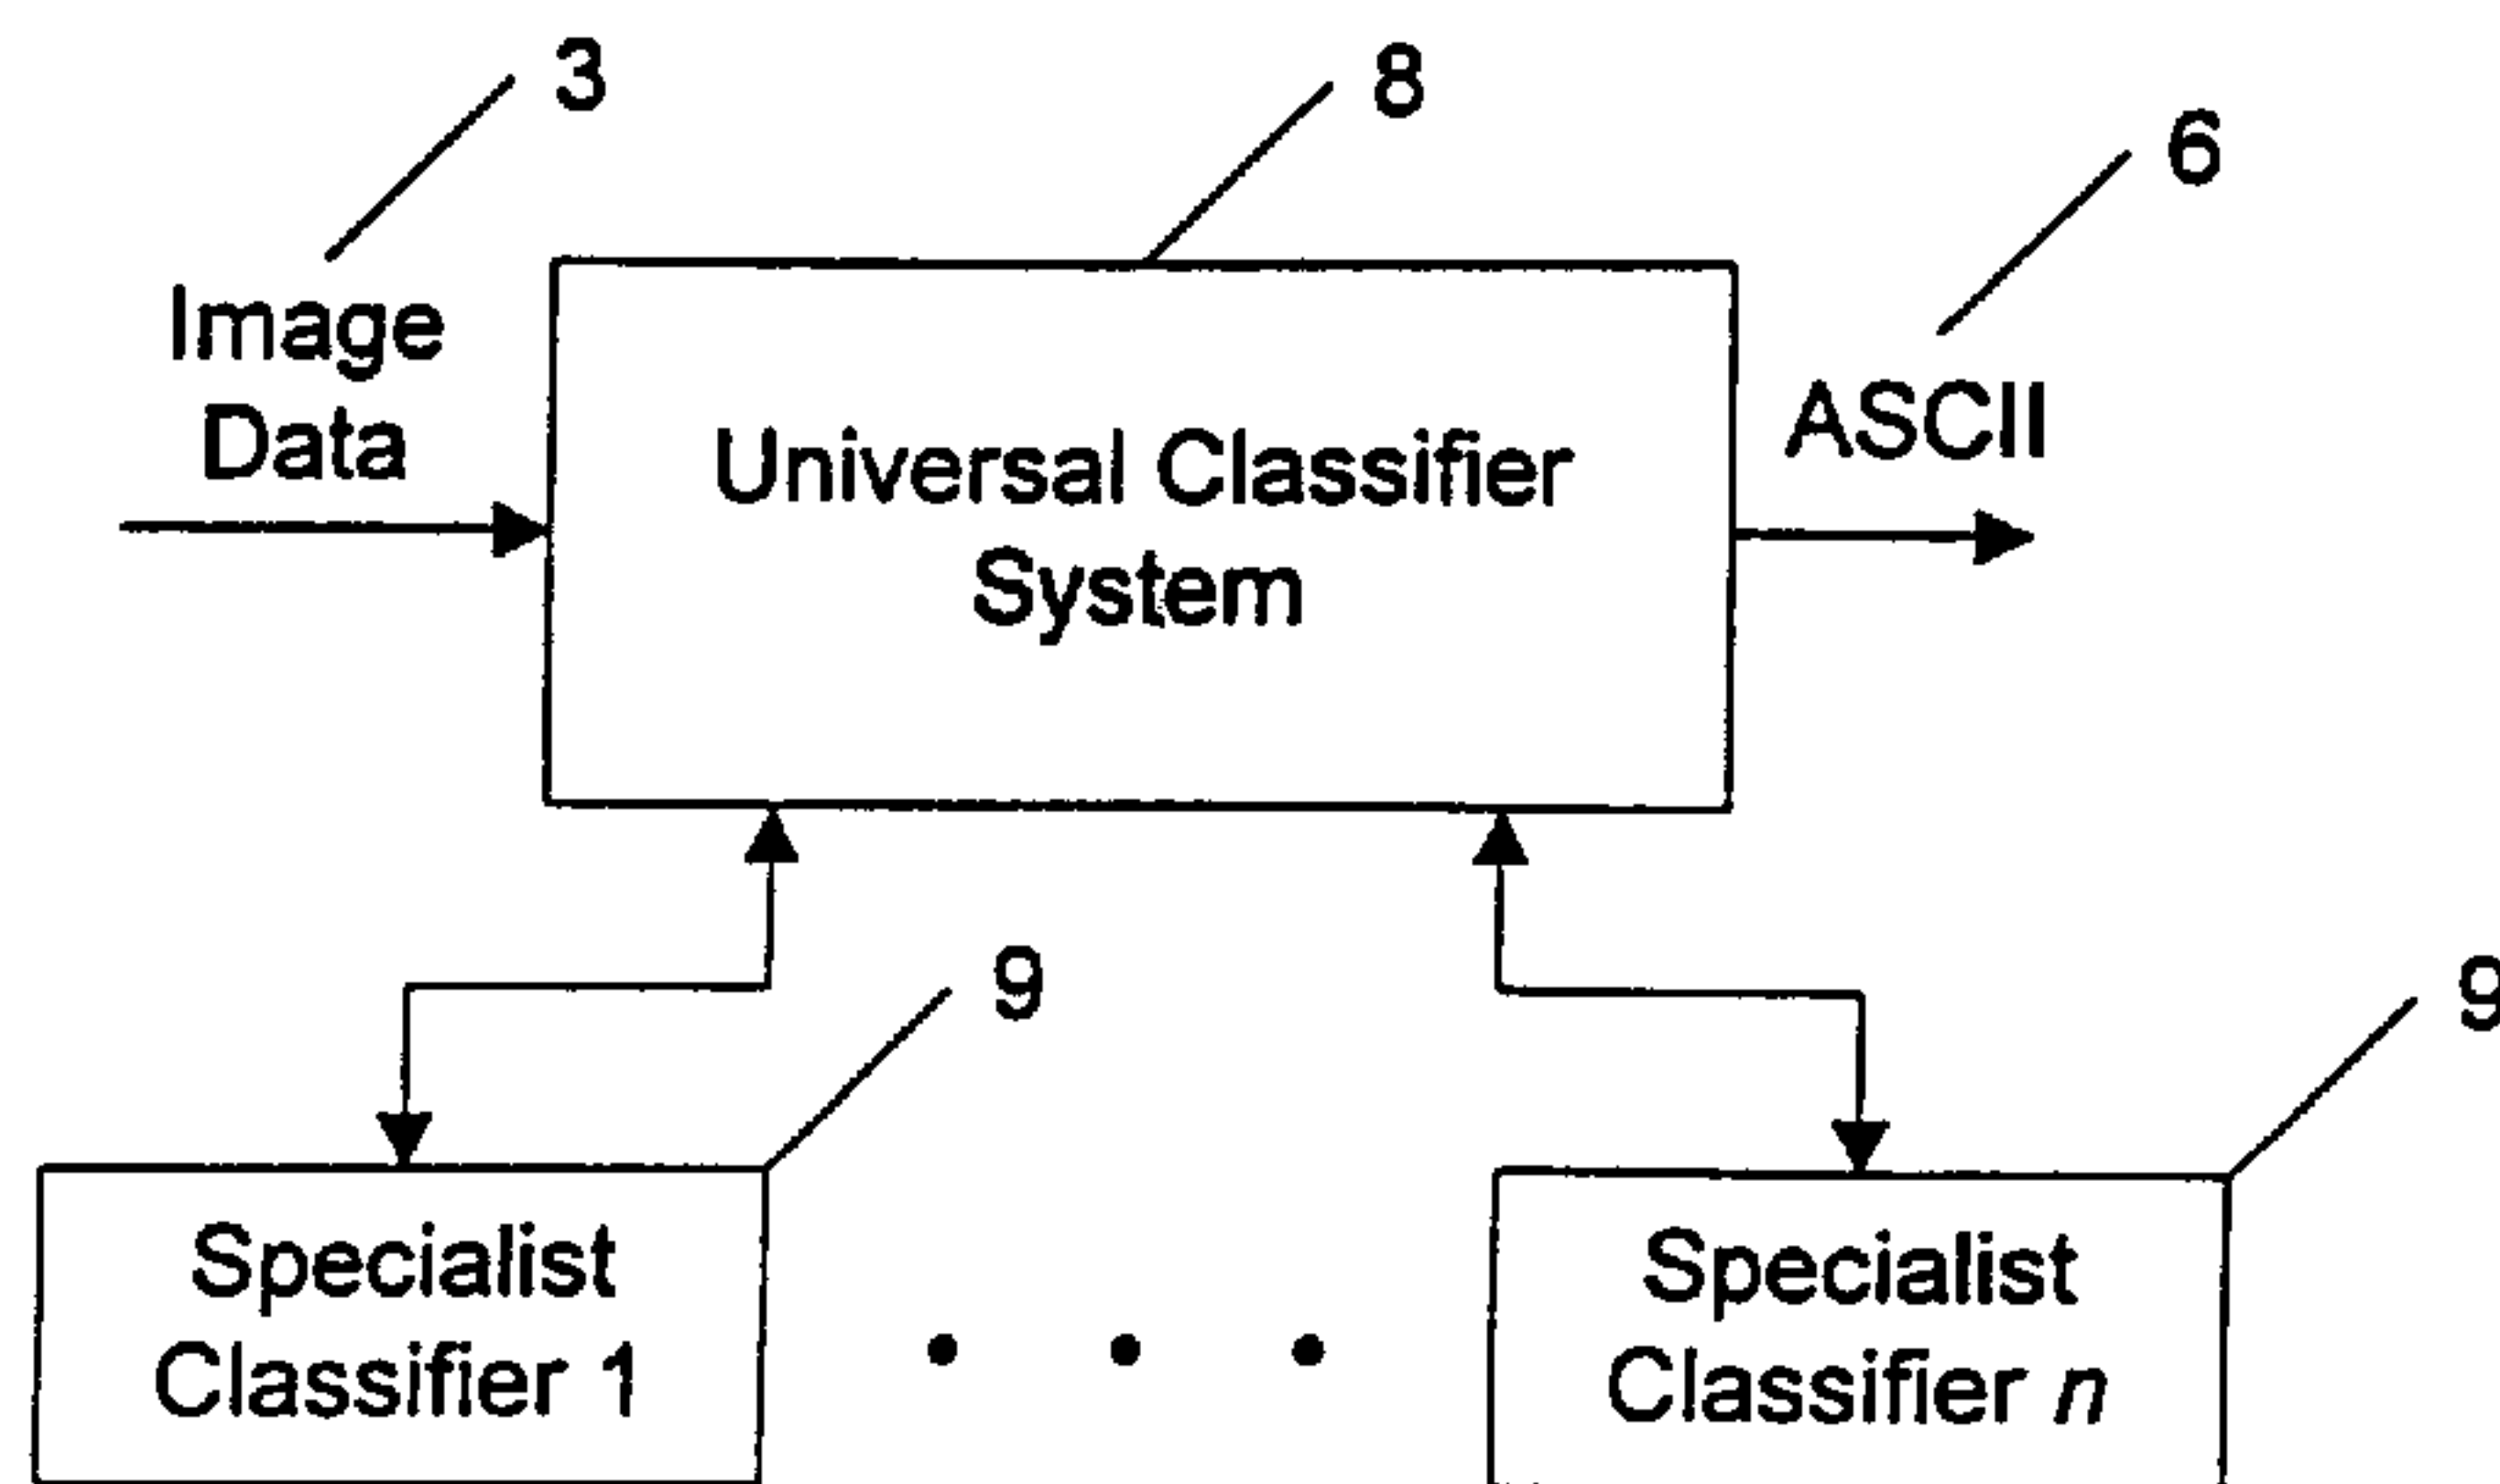 3
8
6
Image
Data
Universal Classifier
System
ASCII
9
9
Specialist
Classifier 1
Specialist
Classifier n